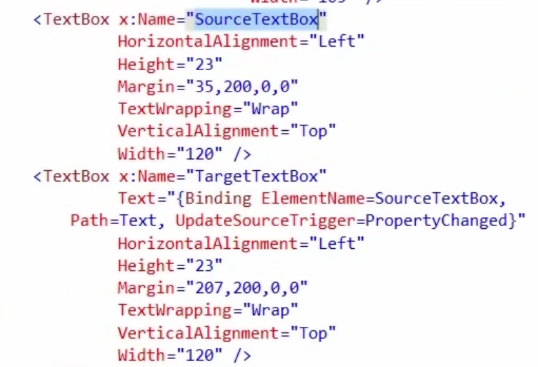 <TextBox x:Name="SourceTextBox"
HorizontalAlignment="Left"
Height="23"
Margin="35,200,0,0"
TextWrapping="Wrap"
VerticalAlignment="Top"
Width="120" />
<TextBox x:Name="TargetTextBox"
Text="{Binding ElementName=SourceTextBox,
Path=Text, UpdateSourceTrigger=PropertyChanged}"
HorizontalAlignment="Left"
Height="23"
Margin="207,200,0,0"
TextWrapping="Wrap"
VerticalAlignment="Top"
Width="120" />